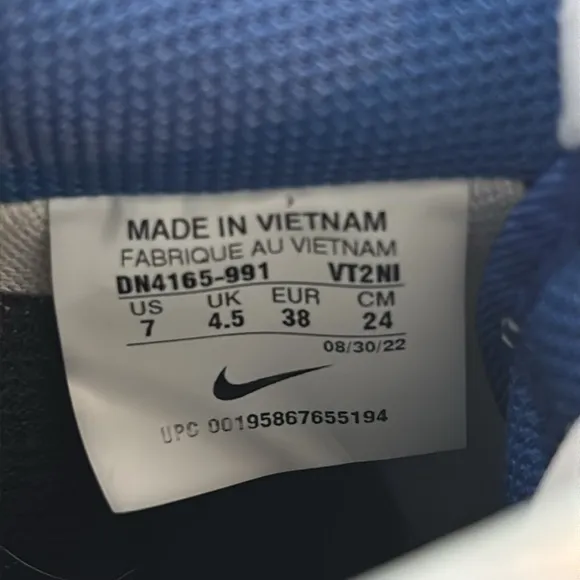 MADE IN VIETNAM
FABRIQUE AU VIETNAM
DN4165-991 VT2NI
US UK EUR CM
7 4.5 38 24
08/30/22
UPC 00195867655194